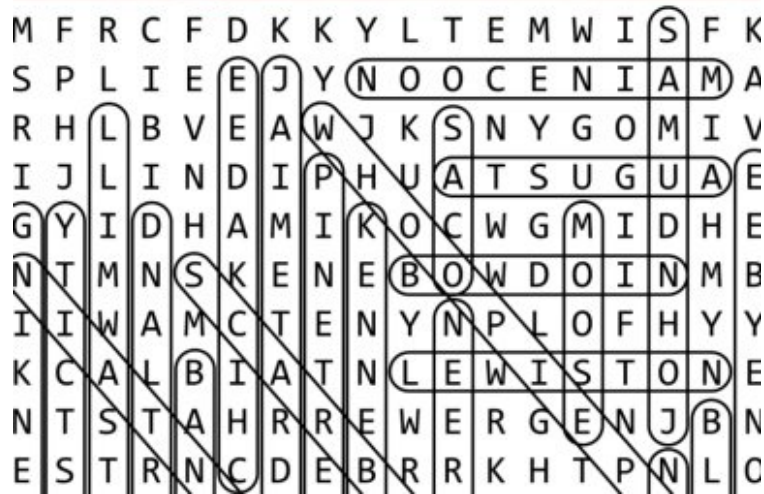 M F R C F D K K Y L T E M W I S F K
S P L I E E J Y N O O C E N I A M A
R H L B V E A W J K S N Y G O M I V
I J L I N D I P H U A T S U G U A E
G Y I D H A M I K O C W G M I D H E
N T M N S K E N E B O W D O I N M B
I I W A M C T E N Y N P L O F H Y Y
K C A L B I A T N L E W I S T O N E
N T S T A H R R E W E R G E N J B N
E S T R N C D E B R R K H T P N L O